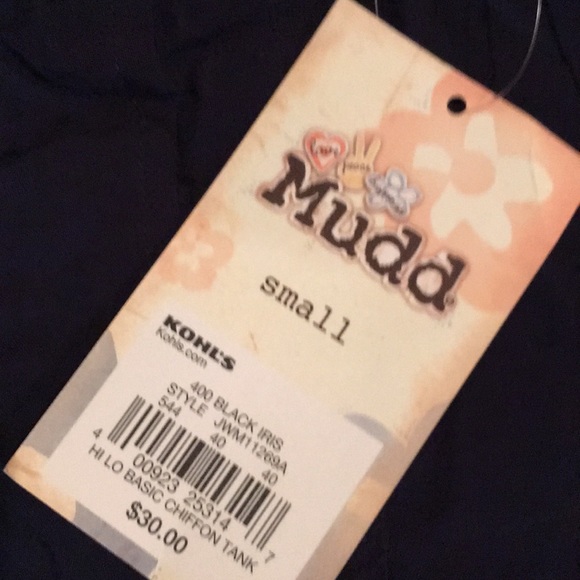 Mudd
small
KOHL'S
Kohls.com
400 BLACK IRIS
STYLE JWM11269A
544 40 40
4 00923 25314 7
HI LO BASIC CHIFFON TANK
$30.00